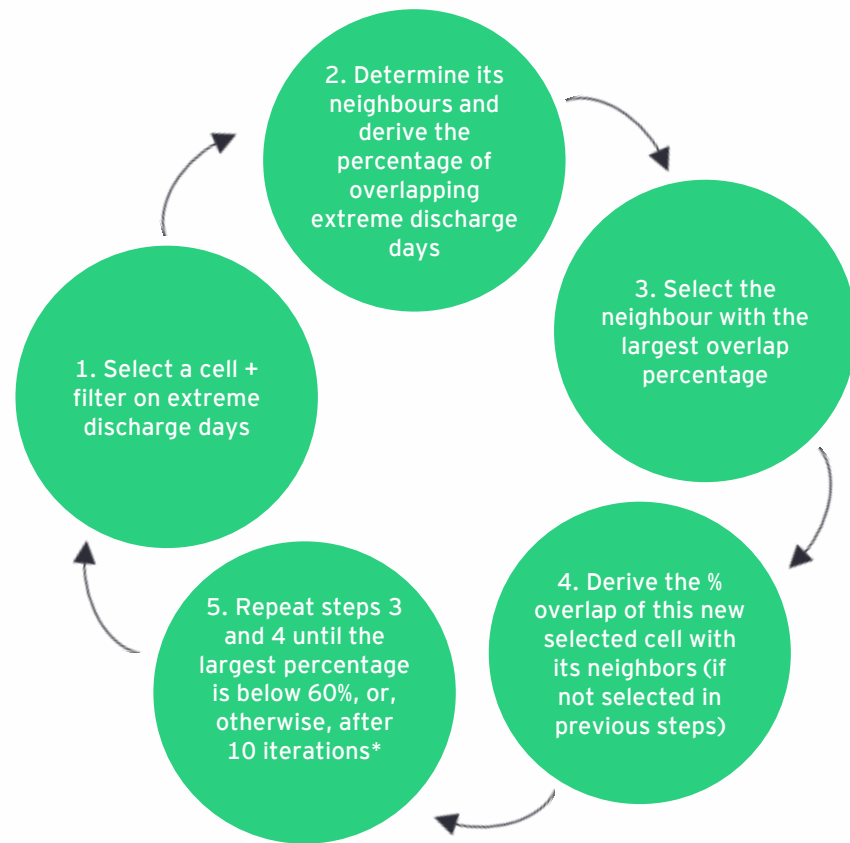 1. Select a cell +
filter on extreme
discharge days
2. Determine its
neighbours and
derive the
percentage of
overlapping
extreme discharge
days
3. Select the
neighbour with the
largest overlap
percentage
4. Derive the %
overlap of this new
selected cell with
its neighbors (if
not selected in
previous steps)
5. Repeat steps 3
and 4 until the
largest percentage
is below 60%, or,
otherwise, after
10 iterations*